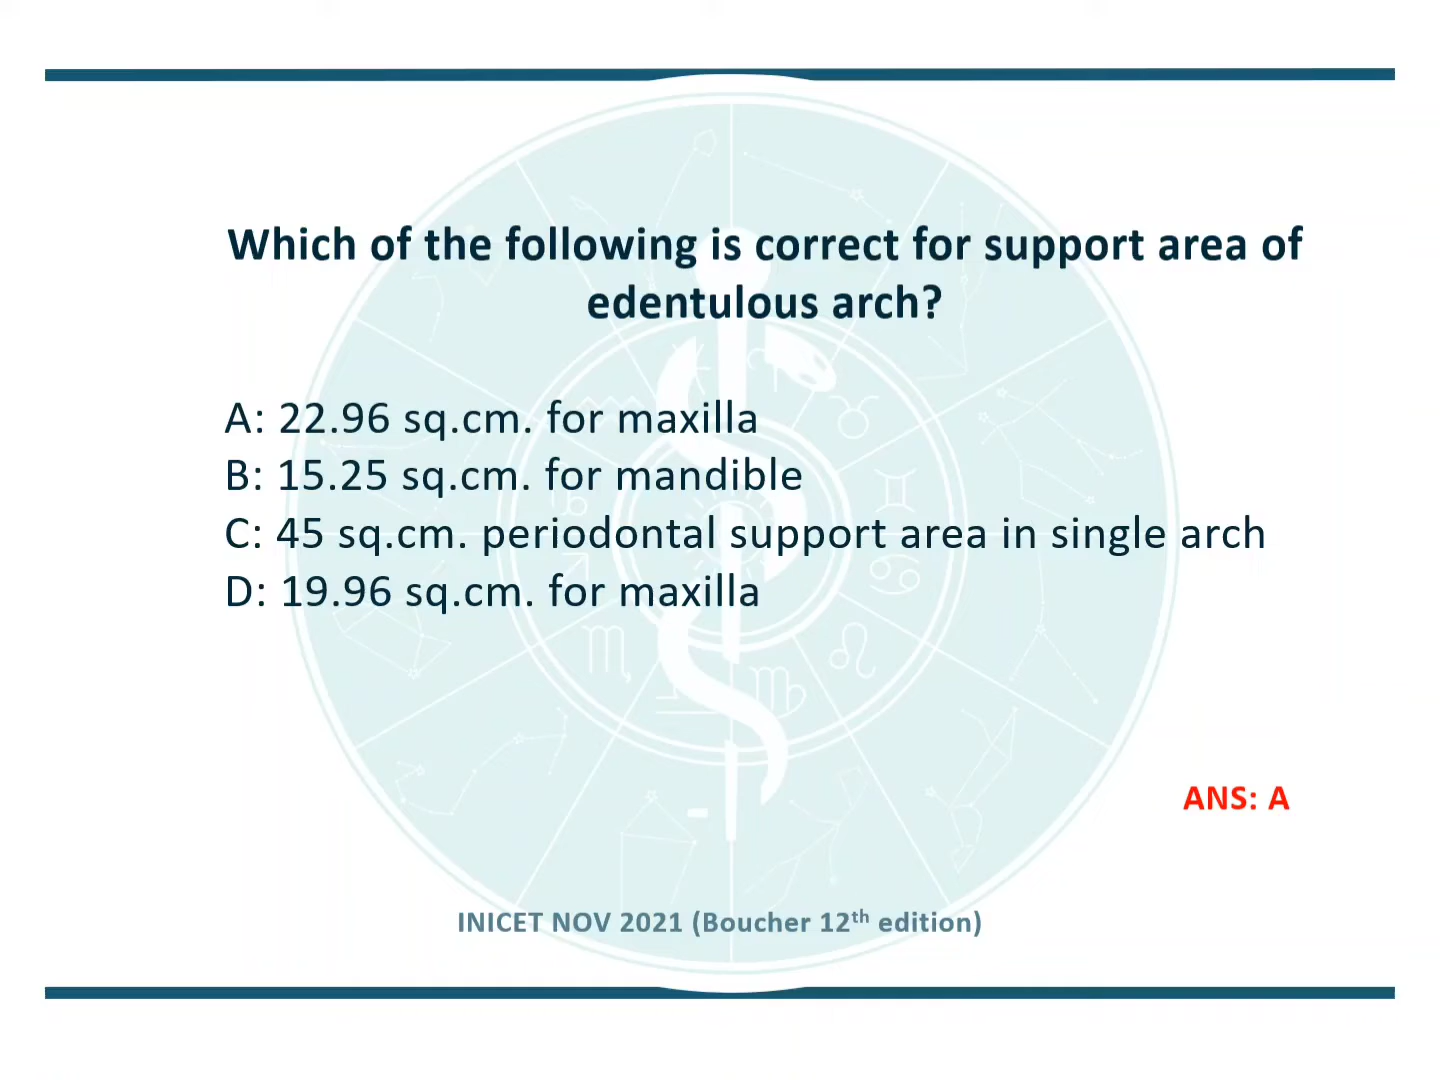 Which of the following is correct for support area of
edentulous arch?
A: 22.96 sq.cm. for maxilla
B: 15.25 sq.cm. for mandible
C: 45 sq.cm. periodontal support area in single arch
D: 19.96 sq.cm. for maxilla
ANS: A
INICET NOV 2021 (Boucher 12th edition)